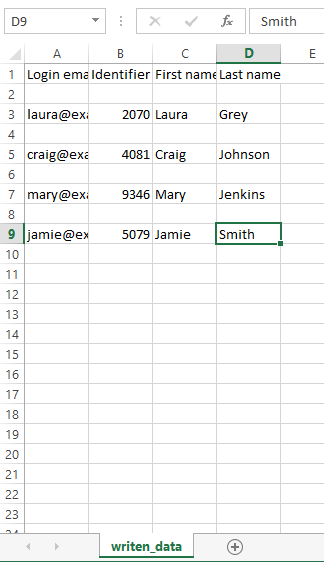 D9 fx Smith
A B C D E
1 Login ema Identifier First name Last name
2
3 laura@exa 2070 Laura Grey
4
5 craig@exa 4081 Craig Johnson
6
7 mary@exa 9346 Mary Jenkins
8
9 jamie@ex 5079 Jamie Smith
10
11
12
13
14
15
16
17
18
19
20
21
22
23
writen_data